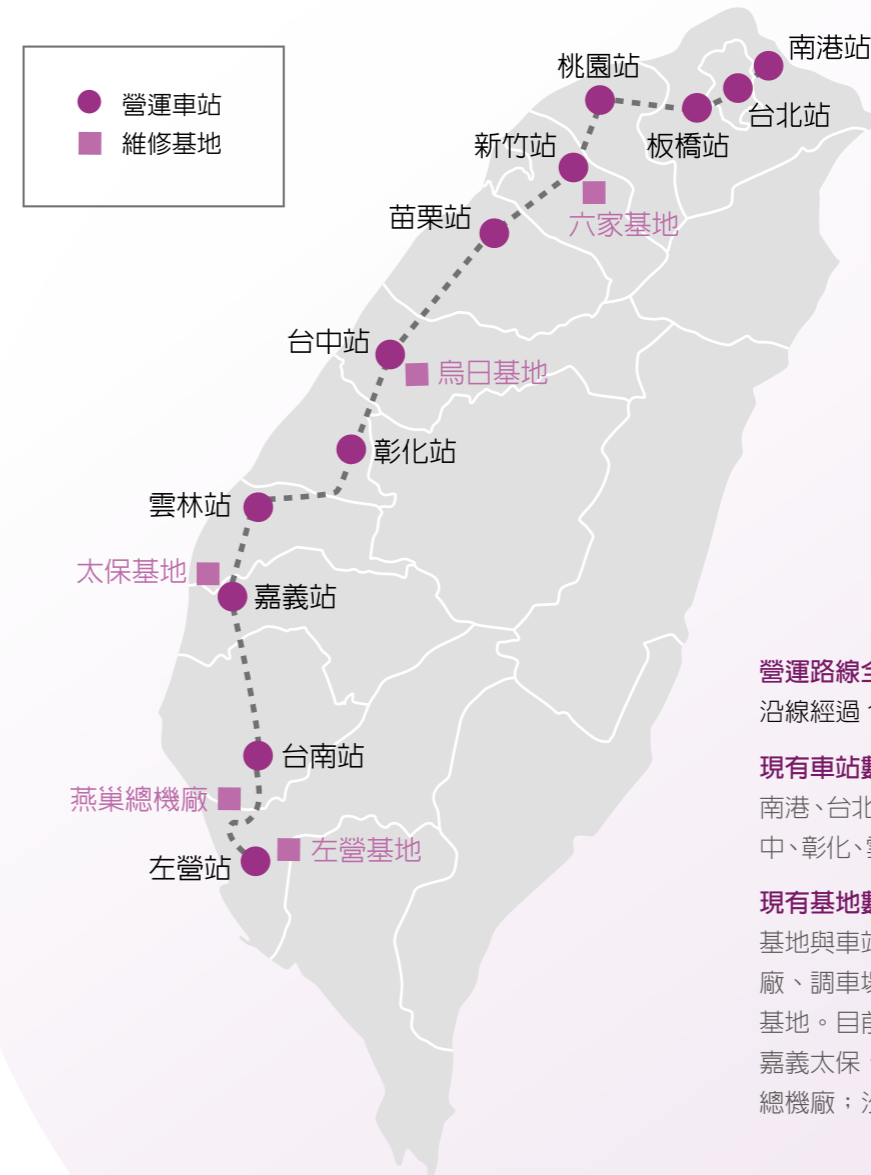 營運車站
維修基地
南港站
台北站
板橋站
桃園站
新竹站
六家基地
苗栗站
台中站
烏日基地
彰化站
雲林站
太保基地
嘉義站
台南站
燕巢總機廠
左營基地
左營站
營運路線
沿線經過
現有車站
南港、台北
中、彰化、
現有基地
基地與車
廠、調車
基地。目
嘉義太保
總機廠；